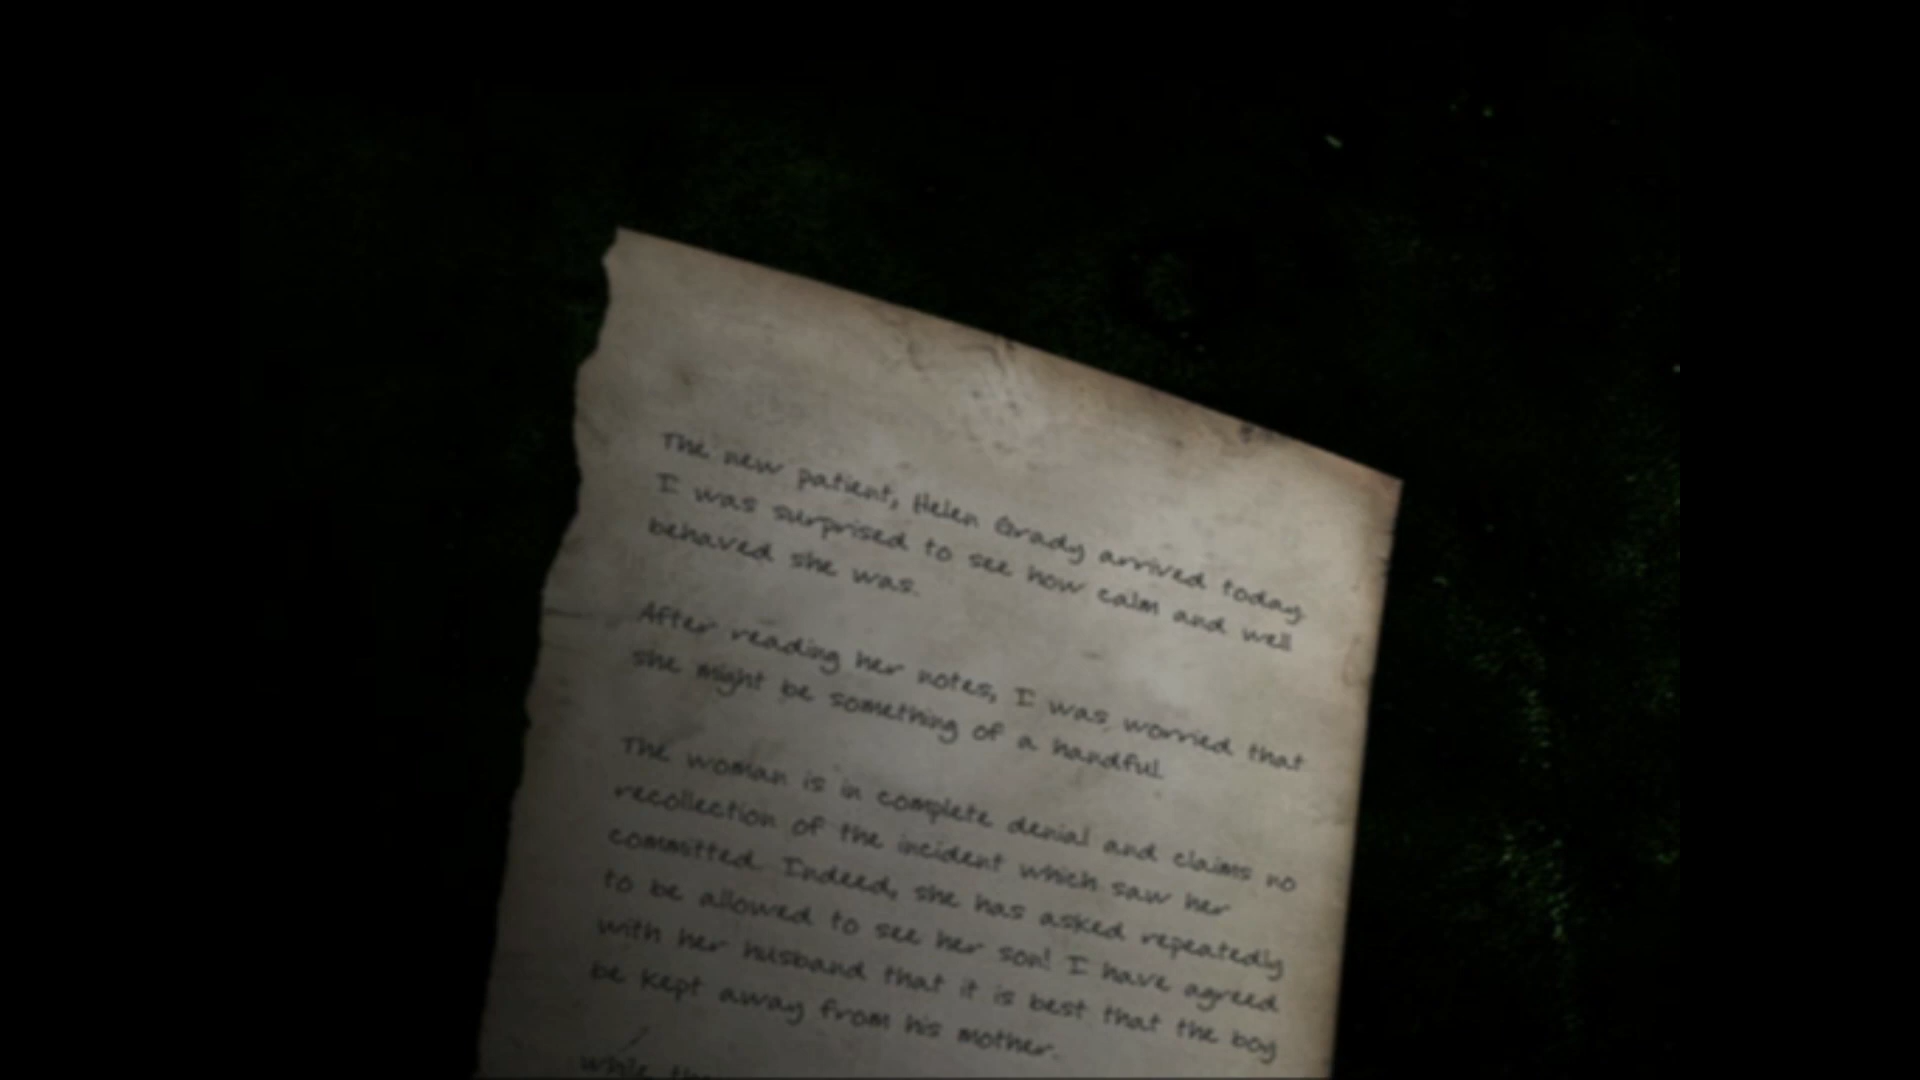 The new patient, Helen Grady arrived today.
I was surprised to see how calm and well
behaved she was.
After reading her notes, I was worried that
she might be something of a handful.
The woman is in complete denial and claims no
recollection of the incident which saw her
committed. Indeed, she has asked repeatedly
to be allowed to see her son! I have agreed
with her husband that it is best that the boy
be kept away from his mother.
While